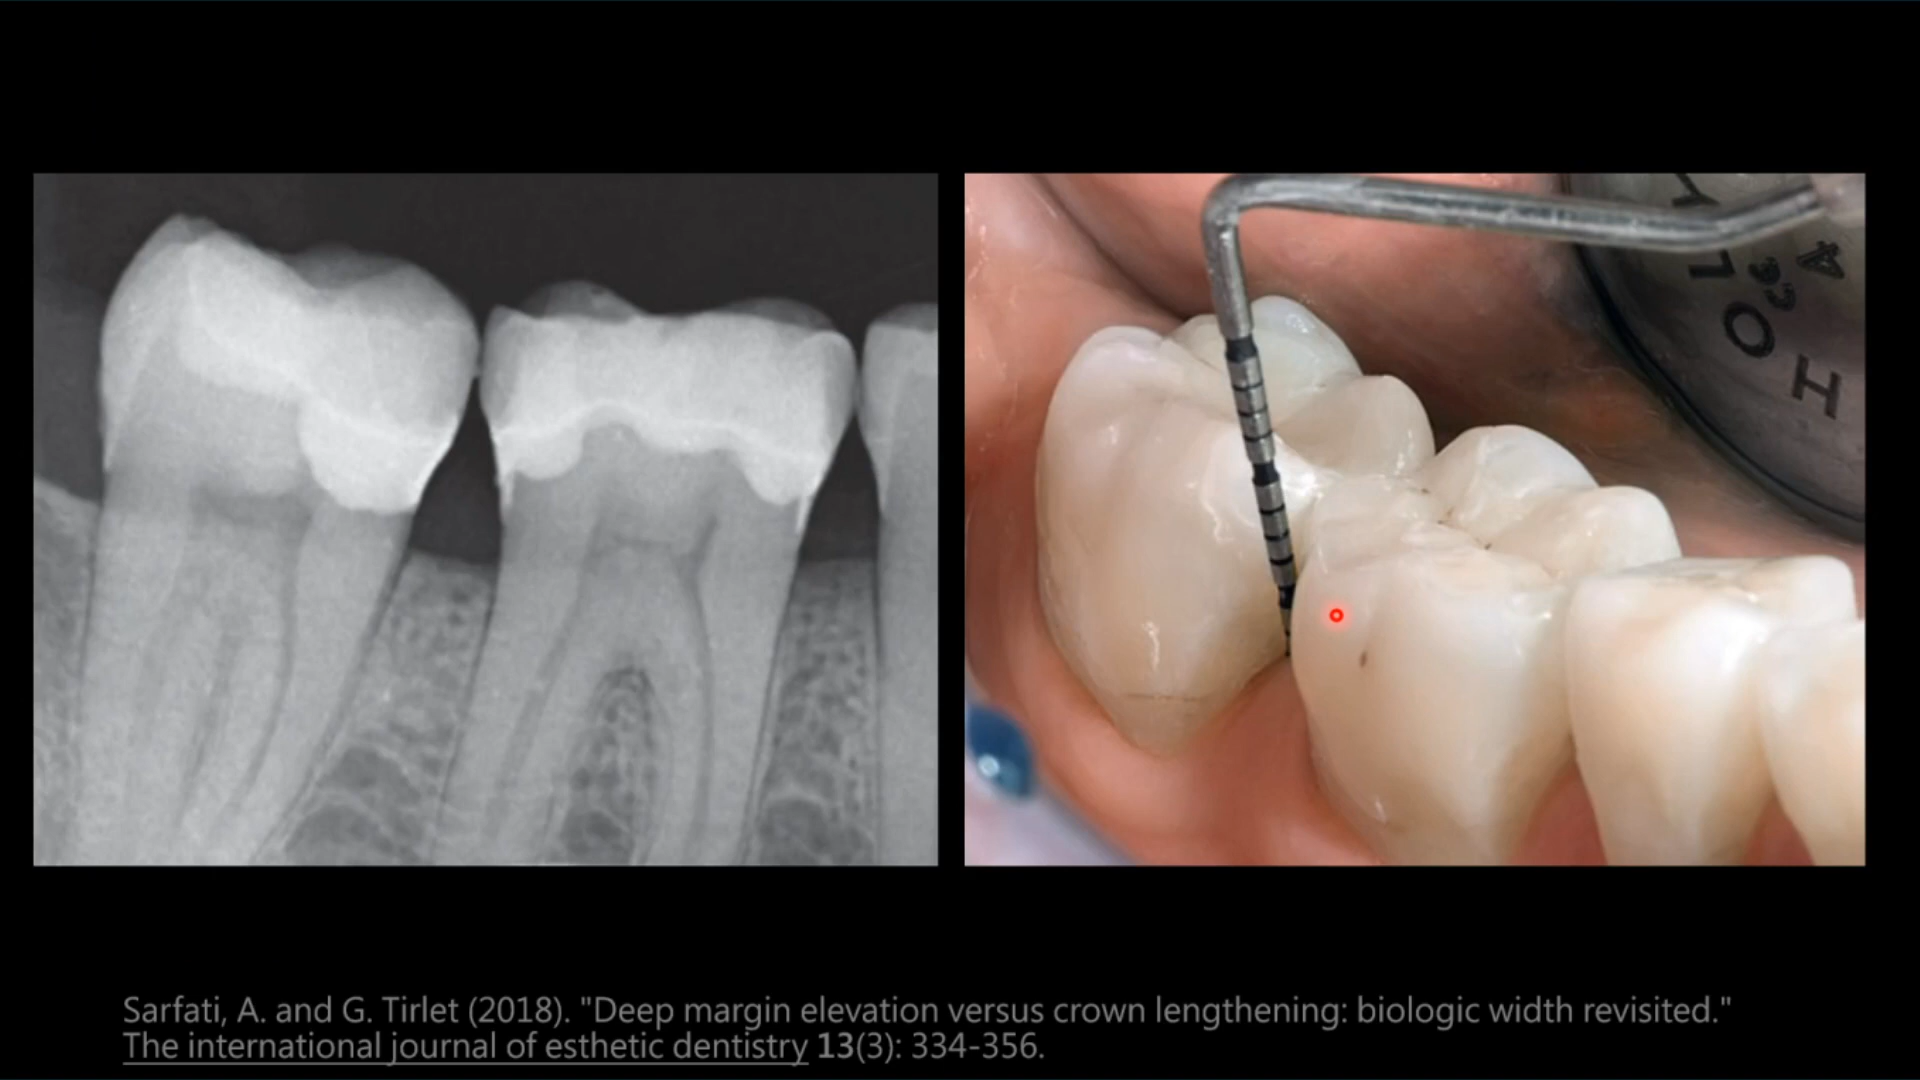 Sarfati, A. and G. Tirlet (2018). "Deep margin elevation versus crown lengthening: biologic width revisited."
The international journal of esthetic dentistry 13(3): 334-356.